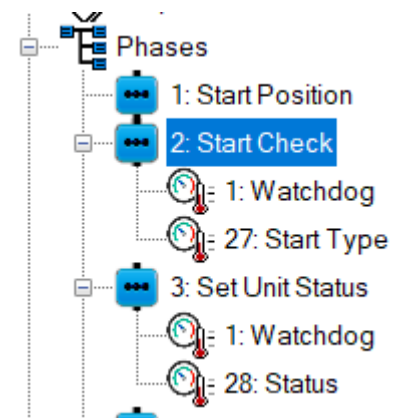 Phases
1: Start Position
2: Start Check
1: Watchdog
27: Start Type
3: Set Unit Status
1: Watchdog
28: Status